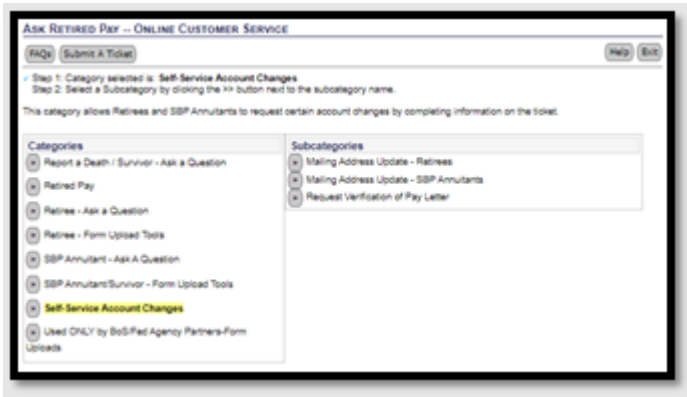 ASK RETIRED PAY -- ONLINE CUSTOMER SERVICE
FAQs Submit A Ticket Help Exit
Step 1: Category selected is: Self-Service Account Changes
Step 2: Select a Subcategory by clicking the >> button next to the subcategory name.
This category allows Retirees and SBP Annuitants to request certain account changes by completing information on the ticket.
Categories
Report a Death / Survivor - Ask a Question
Retired Pay
Retiree - Ask a Question
Retiree - Form Upload Tools
SBP Annuitant - Ask A Question
SBP Annuitant/Survivor - Form Upload Tools
Self-Service Account Changes
Used ONLY by BoS/Fed Agency Partners-Form
Uploads
Subcategories
Mailing Address Update - Retirees
Mailing Address Update - SBP Annuitants
Request Verification of Pay Letter